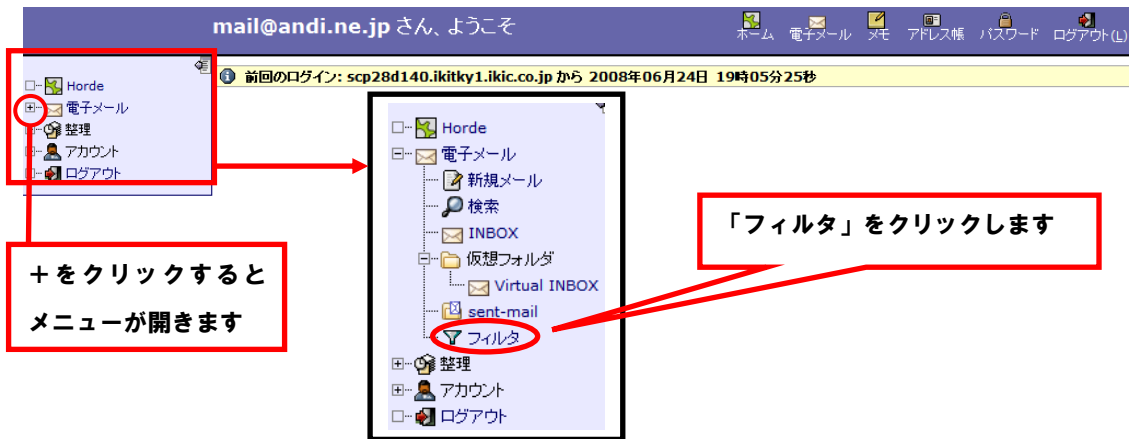 mail@andi.ne.jp さん、ようこそ
ホーム 電子メール メモ アドレス帳 パスワード ログアウト(L)
前回のログイン: scp28d140.ikitky1.ikic.co.jp から 2008年06月24日 19時05分25秒
Horde
電子メール
整理
アカウント
ログアウト
+をクリックすると
メニューが開きます
Horde
電子メール
新規メール
検索
INBOX
仮想フォルダ
Virtual INBOX
sent-mail
フィルタ
整理
アカウント
ログアウト
「フィルタ」をクリックします